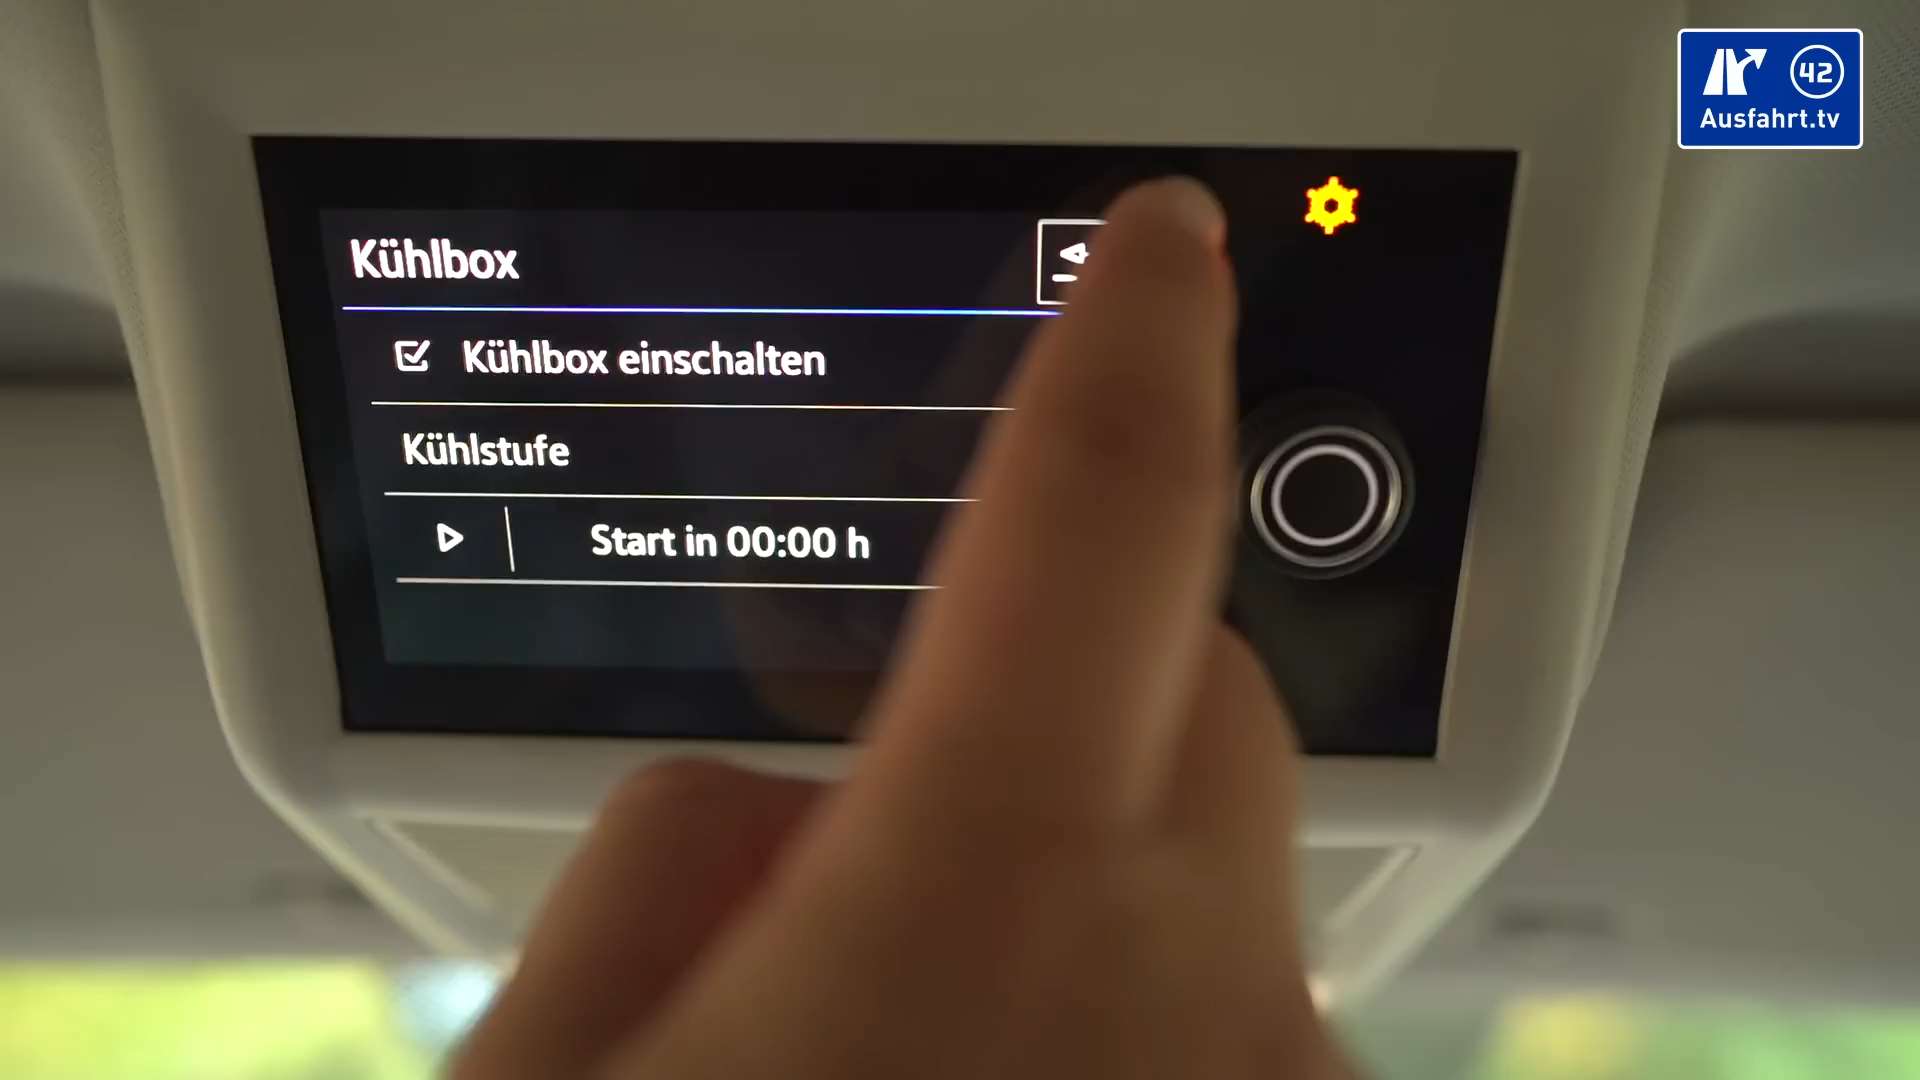 42
Ausfahrt.tv
Kühlbox
Kühlbox einschalten
Kühlstufe
Start in 00:00 h